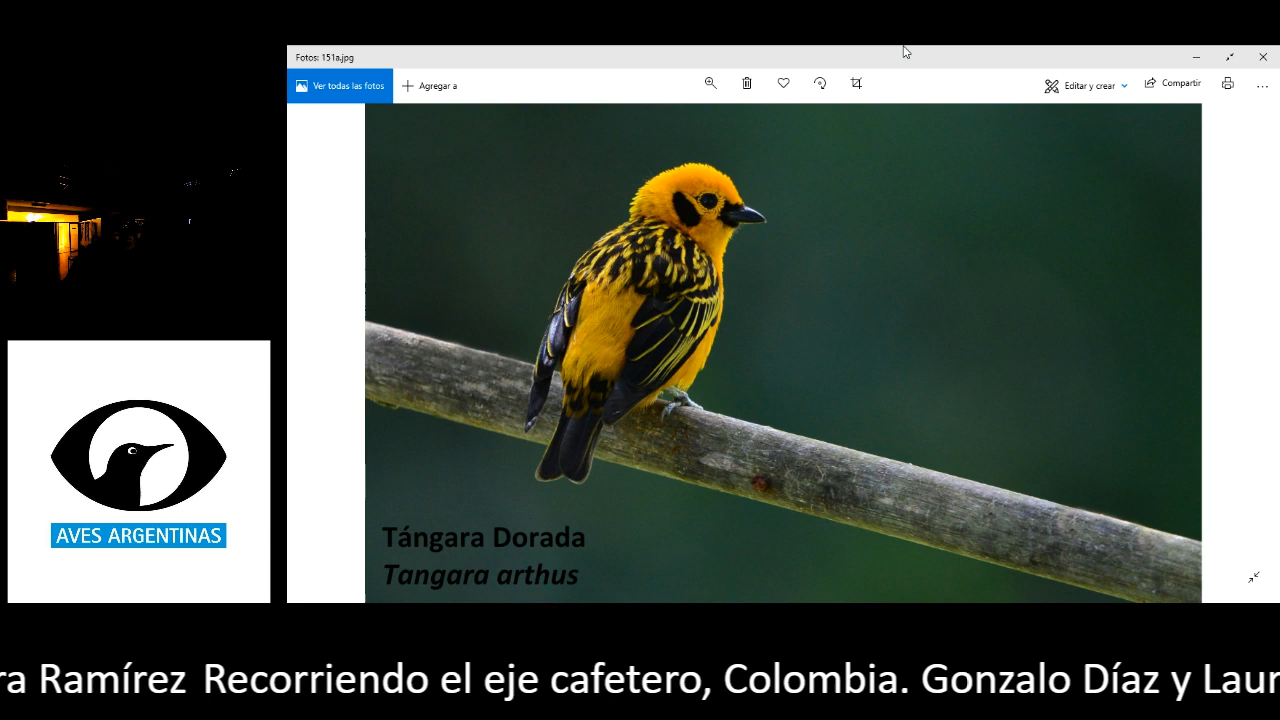 Fotos: 151a.jpg
Ver todas las fotos
Agregar a
Editar y crear
Compartir
AVES ARGENTINAS
Tángara Dorada
Tangara arthus
ra Ramírez Recorriendo el eje cafetero, Colombia. Gonzalo Díaz y Laur